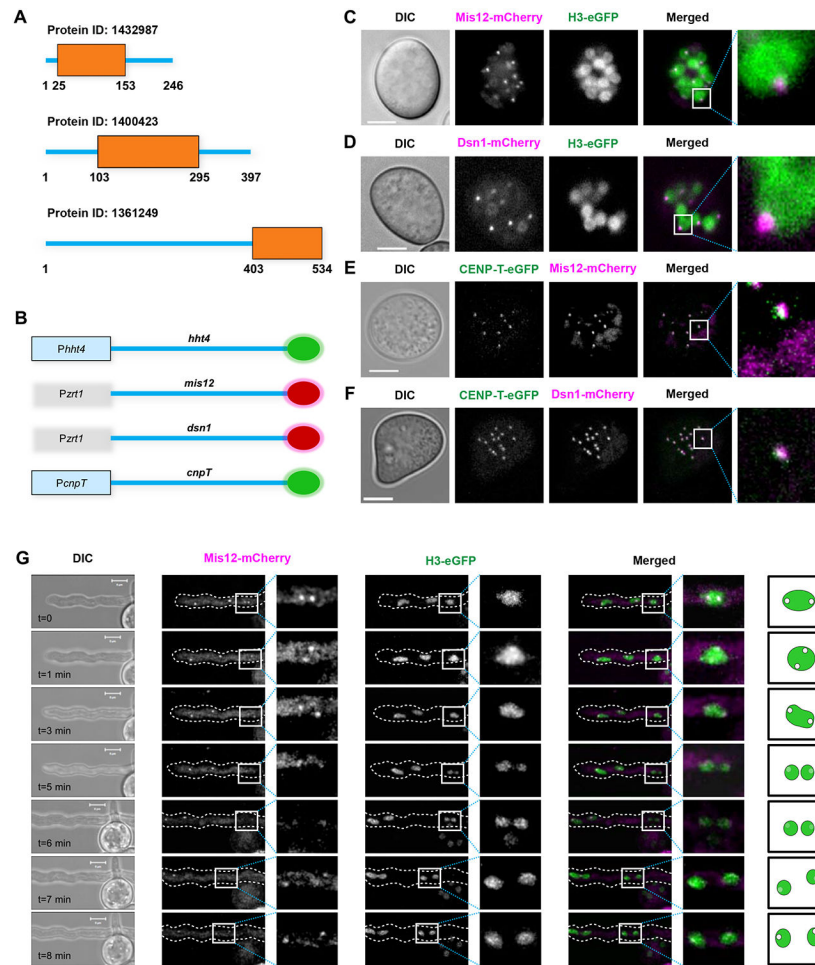 A
Protein ID: 1432987
1 25 153 246
Protein ID: 1400423
1 103 295 397
Protein ID: 1361249
1 403 534
B
Phht4 hht4
Pzrt1 mis12
Pzrt1 dsn1
PcnpT cnpT
C DIC Mis12-mCherry H3-eGFP Merged
D DIC Dsn1-mCherry H3-eGFP Merged
E DIC CENP-T-eGFP Mis12-mCherry Merged
F DIC CENP-T-eGFP Dsn1-mCherry Merged
G DIC Mis12-mCherry H3-eGFP Merged
t=0
t=1 min
t=3 min
t=5 min
t=6 min
t=7 min
t=8 min